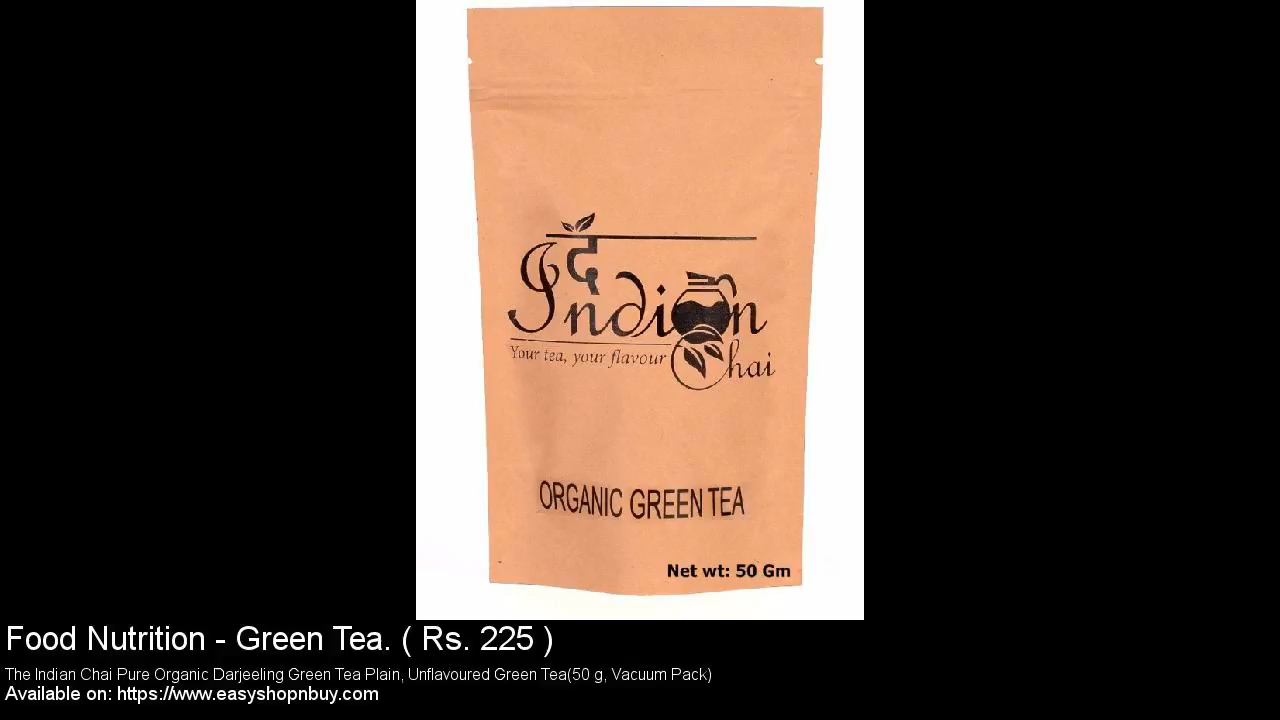 द
Indian
Your tea, your flavour
Chai
ORGANIC GREEN TEA
Net wt: 50 Gm
Food Nutrition - Green Tea. ( Rs. 225 )
The Indian Chai Pure Organic Darjeeling Green Tea Plain, Unflavoured Green Tea(50 g, Vacuum Pack)
Available on: https://www.easyshopnbuy.com